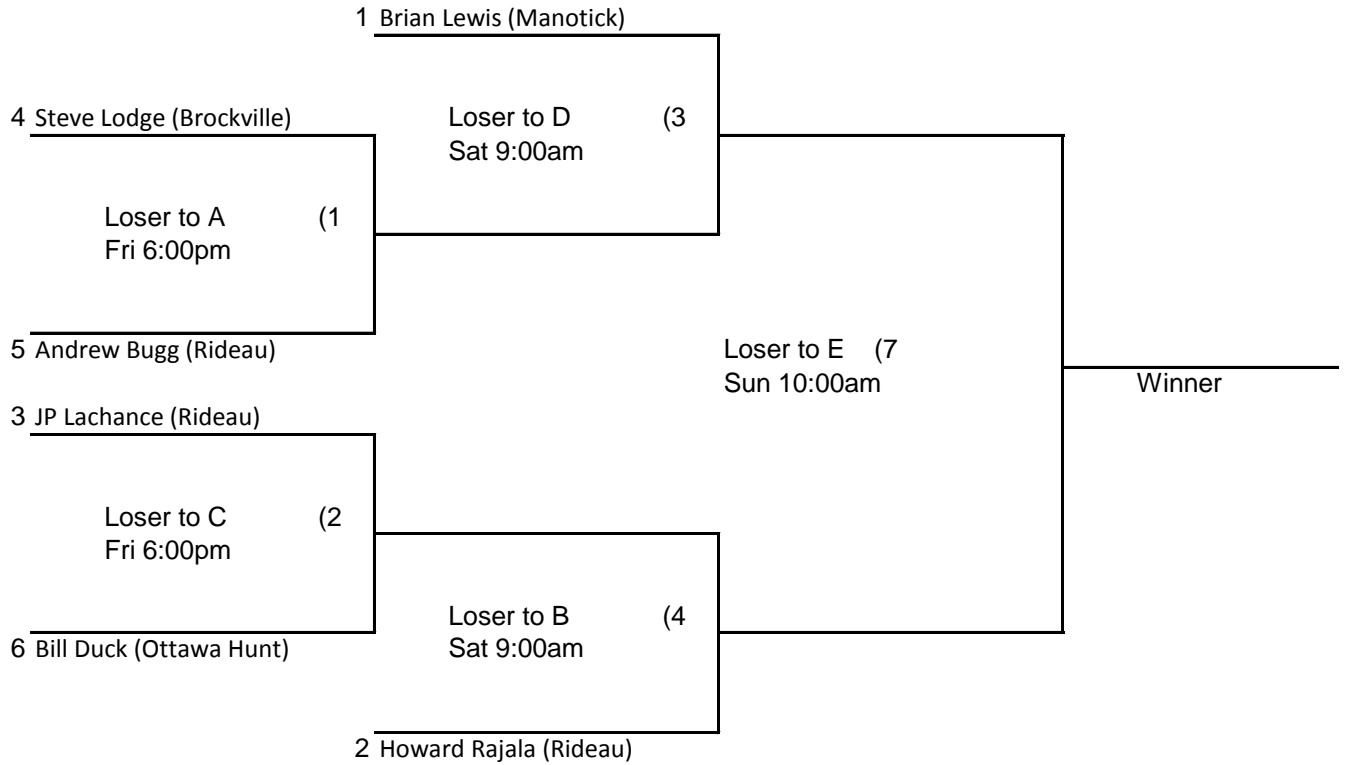 1 Brian Lewis (Manotick)
4 Steve Lodge (Brockville)
Loser to D (3
Sat 9:00am
Loser to A (1
Fri 6:00pm
5 Andrew Bugg (Rideau)
Loser to E (7
Sun 10:00am
Winner
3 JP Lachance (Rideau)
Loser to C (2
Fri 6:00pm
Loser to B (4
Sat 9:00am
6 Bill Duck (Ottawa Hunt)
2 Howard Rajala (Rideau)